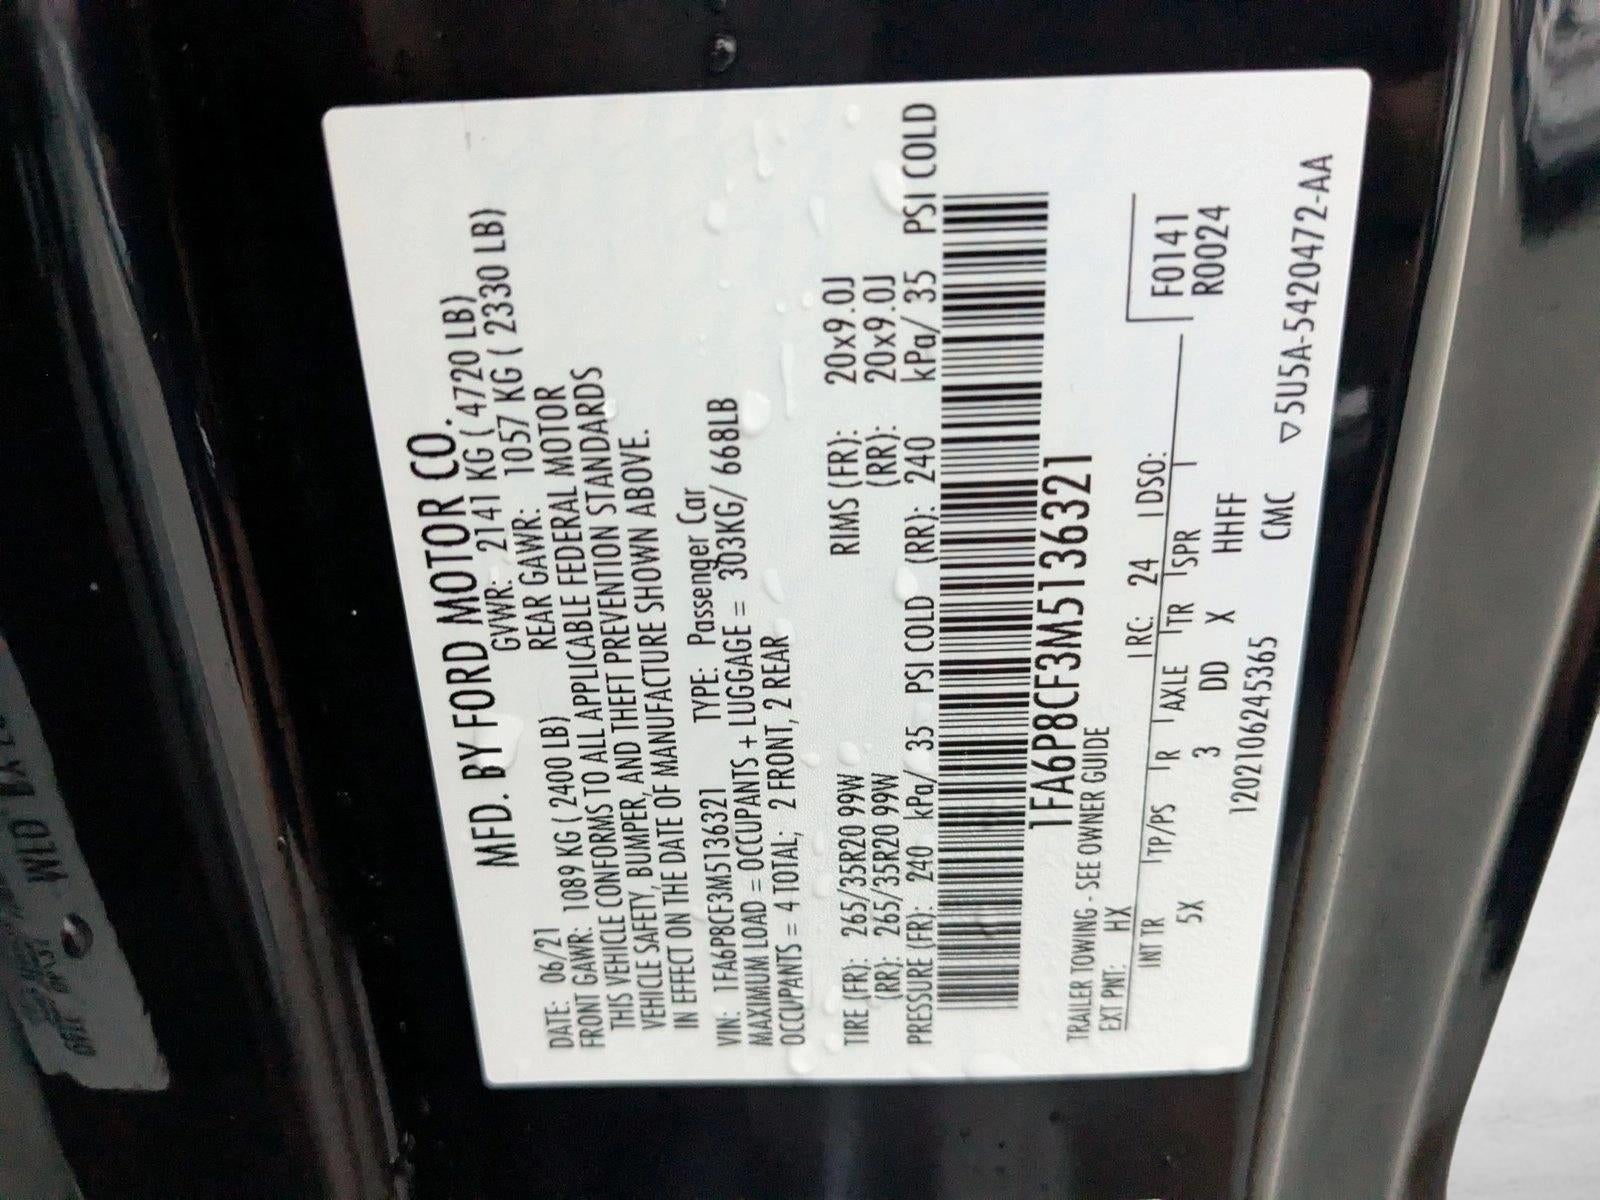 MFD. BY FORD MOTOR CO.
DATE: 06/21 GVWR: 2141 KG ( 4720 LB)
FRONT GAWR: 1089 KG ( 2400 LB) REAR GAWR: 1057 KG ( 2330 LB)
THIS VEHICLE CONFORMS TO ALL APPLICABLE FEDERAL MOTOR
VEHICLE SAFETY, BUMPER, AND THEFT PREVENTION STANDARDS
IN EFFECT ON THE DATE OF MANUFACTURE SHOWN ABOVE.
VIN: 1FA6P8CF3M5136321 TYPE: Passenger Car
MAXIMUM LOAD = OCCUPANTS + LUGGAGE = 303KG/ 668LB
OCCUPANTS = 4 TOTAL; 2 FRONT, 2 REAR
TIRE (FR): 265/35R20 99W RIMS (FR): 20x9.0J
(RR): 265/35R20 99W (RR): 20x9.0J
PRESSURE (FR): 240 kPa/ 35 PSI COLD (RR): 240 kPa/ 35 PSI COLD
1FA6P8CF3M5136321
TRAILER TOWING - SEE OWNER GUIDE
EXT PNT: HX RC: 24 DSO: F0141
INT TR TP/PS R AXLE TR SPR R0024
5X 3 DD X HHFF
1202106245365 CMC ▽5U5A-5420472-AA
WLD